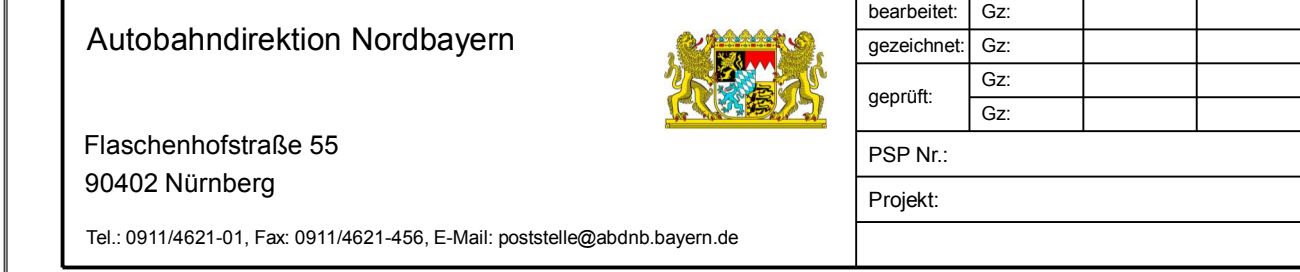 Autobahndirektion Nordbayern
Flaschenhofstraße 55
90402 Nürnberg
Tel.: 0911/4621-01, Fax: 0911/4621-456, E-Mail: poststelle@abdnb.bayern.de
bearbeitet: Gz:
gezeichnet: Gz:
geprüft: Gz:
Gz:
PSP Nr.:
Projekt: